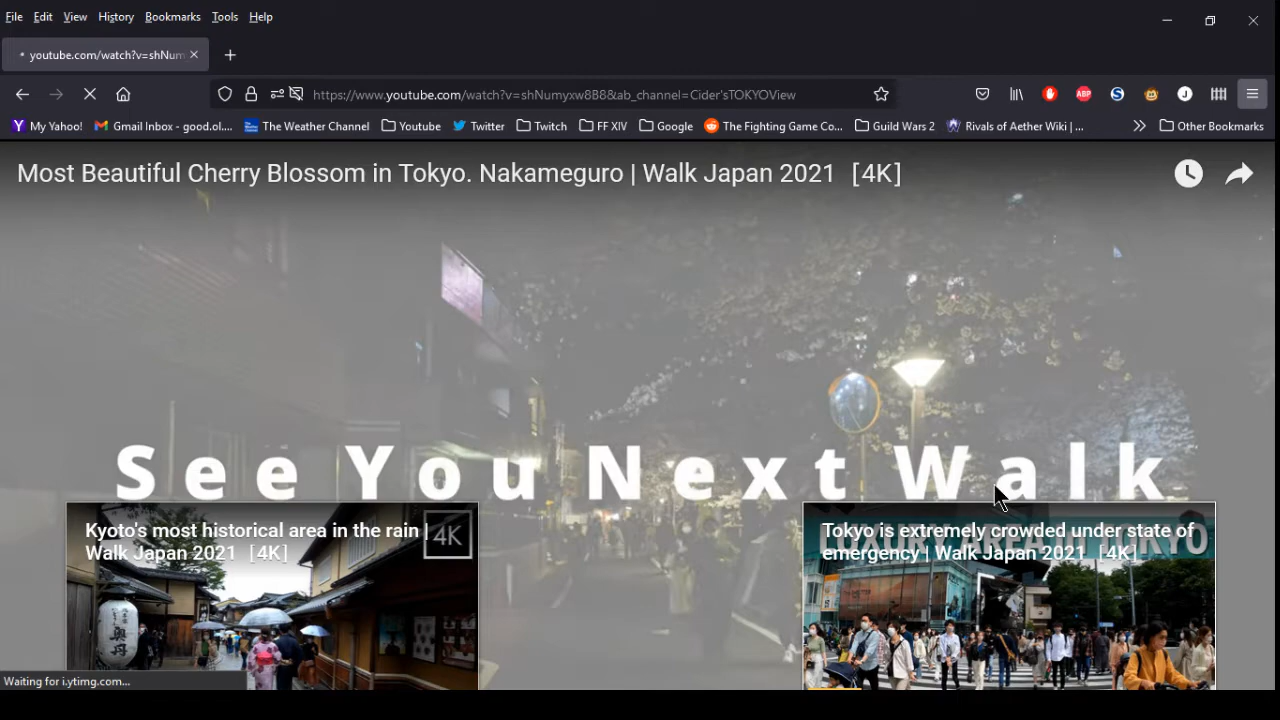 File Edit View History Bookmarks Tools Help
youtube.com/watch?v=shNum
https://www.youtube.com/watch?v=shNumyxw8B8&ab_channel=Cider'sTOKYOView
ABP
My Yahoo!
Gmail Inbox - good.ol....
The Weather Channel
Youtube
Twitter
Twitch
FF XIV
Google
The Fighting Game Co...
Guild Wars 2
Rivals of Aether Wiki | ...
Other Bookmarks
Most Beautiful Cherry Blossom in Tokyo. Nakameguro | Walk Japan 2021 [4K]
See You Next Walk
Kyoto's most historical area in the rain |
Walk Japan 2021 [4K]
4K
Tokyo is extremely crowded under state of
emergency | Walk Japan 2021 [4K]
Waiting for i.ytimg.com...